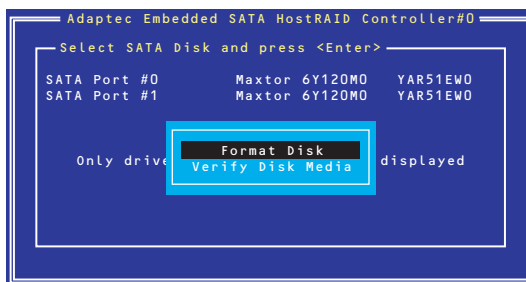 Adaptec Embedded SATA HostRAID Controller#0
Select SATA Disk and press <Enter>
SATA Port #0 Maxtor 6Y120M0 YAR51EW0
SATA Port #1 Maxtor 6Y120M0 YAR51EW0
Format Disk
Only drive Verify Disk Media displayed